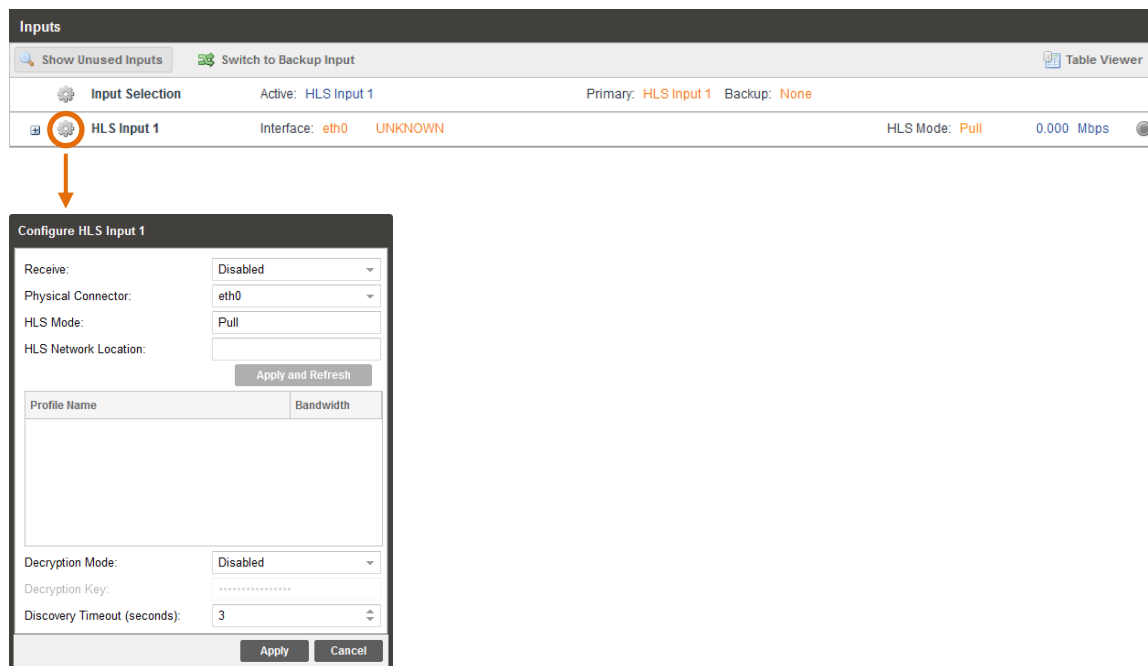 Inputs
Show Unused Inputs Switch to Backup Input Table Viewer
Input Selection Active: HLS Input 1 Primary: HLS Input 1 Backup: None
HLS Input 1 Interface: eth0 UNKNOWN HLS Mode: Pull 0.000 Mbps
Configure HLS Input 1
Receive: Disabled
Physical Connector: eth0
HLS Mode: Pull
HLS Network Location:
Apply and Refresh
Profile Name Bandwidth
Decryption Mode: Disabled
Decryption Key: ••••••••••••••••
Discovery Timeout (seconds): 3
Apply Cancel